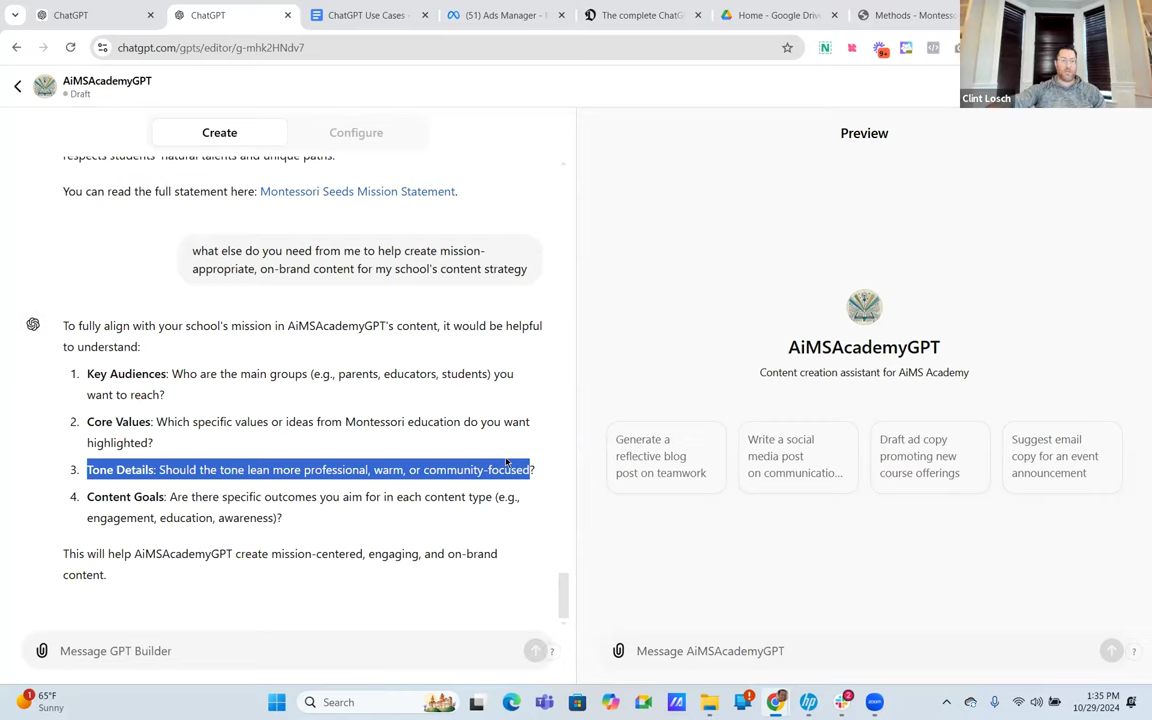 ChatGPT
ChatGPT
ChatGPT Use Cases -
(51) Ads Manager -
The complete ChatG
Home - Google Driv
Methods - Montess
chatgpt.com/gpts/editor/g-mhk2HNdv7
9+
Clint Losch
AiMSAcademyGPT
Draft
Create
Configure
Preview
respects students' natural talents and unique paths.
You can read the full statement here: Montessori Seeds Mission Statement.
what else do you need from me to help create mission-
appropriate, on-brand content for my school's content strategy
To fully align with your school's mission in AiMSAcademyGPT's content, it would be helpful
to understand:
1. Key Audiences: Who are the main groups (e.g., parents, educators, students) you
want to reach?
2. Core Values: Which specific values or ideas from Montessori education do you want
highlighted?
3. Tone Details: Should the tone lean more professional, warm, or community-focused?
4. Content Goals: Are there specific outcomes you aim for in each content type (e.g.,
engagement, education, awareness)?
This will help AiMSAcademyGPT create mission-centered, engaging, and on-brand
content.
Message GPT Builder
?
AiMSAcademyGPT
Content creation assistant for AiMS Academy
Generate a
reflective blog
post on teamwork
Write a social
media post
on communicatio...
Draft ad copy
promoting new
course offerings
Suggest email
copy for an event
announcement
Message AiMSAcademyGPT
?
1
65°F
Sunny
Search
2
zoom
1:35 PM
10/29/2024